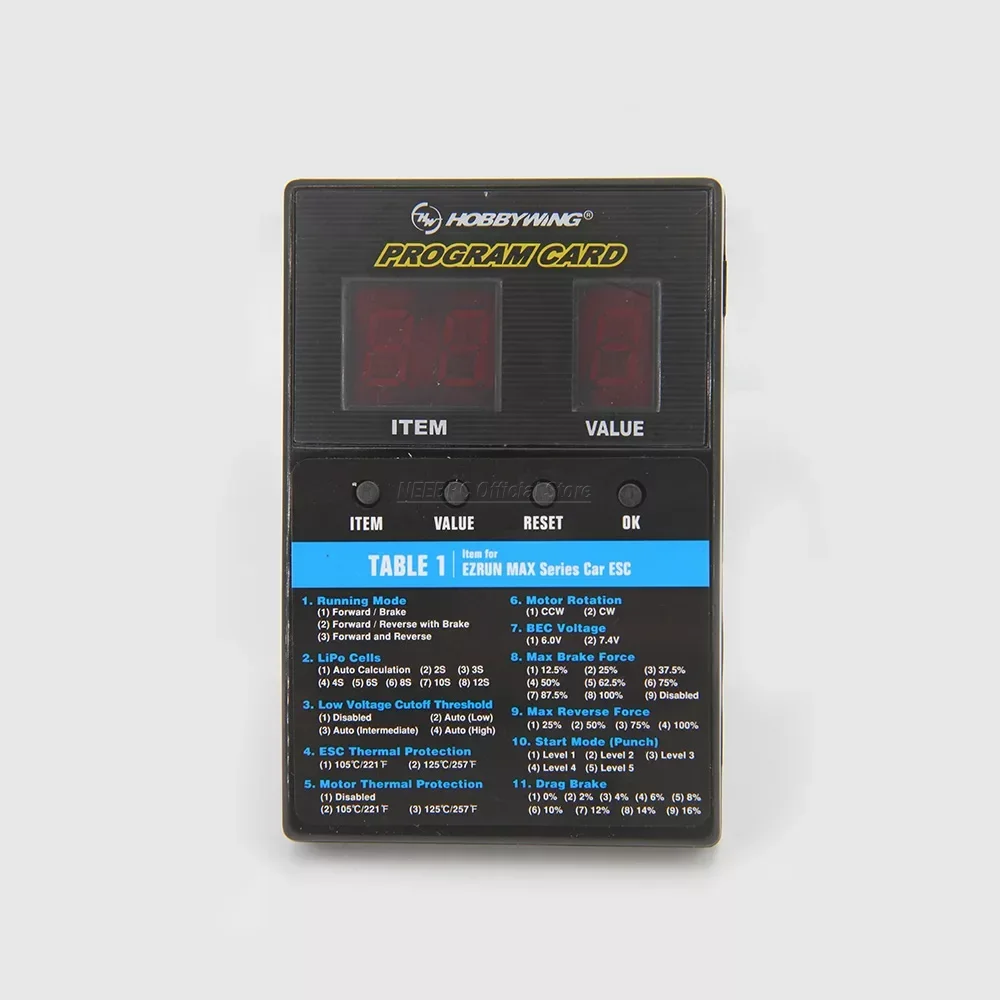 HW HOBBYWING®
PROGRAM CARD
ITEM VALUE
NEEBRC Official Store
ITEM VALUE RESET OK
TABLE 1 Item for
EZRUN MAX Series Car ESC
1. Running Mode
(1) Forward / Brake
(2) Forward / Reverse with Brake
(3) Forward and Reverse
2. LiPo Cells
(1) Auto Calculation (2) 2S (3) 3S
(4) 4S (5) 6S (6) 8S (7) 10S (8) 12S
3. Low Voltage Cutoff Threshold
(1) Disabled (2) Auto (Low)
(3) Auto (Intermediate) (4) Auto (High)
4. ESC Thermal Protection
(1) 105℃/221℉ (2) 125℃/257℉
5. Motor Thermal Protection
(1) Disabled
(2) 105℃/221℉ (3) 125℃/257℉
6. Motor Rotation
(1) CCW (2) CW
7. BEC Voltage
(1) 6.0V (2) 7.4V
8. Max Brake Force
(1) 12.5% (2) 25% (3) 37.5%
(4) 50% (5) 62.5% (6) 75%
(7) 87.5% (8) 100% (9) Disabled
9. Max Reverse Force
(1) 25% (2) 50% (3) 75% (4) 100%
10. Start Mode (Punch)
(1) Level 1 (2) Level 2 (3) Level 3
(4) Level 4 (5) Level 5
11. Drag Brake
(1) 0% (2) 2% (3) 4% (4) 6% (5) 8%
(6) 10% (7) 12% (8) 14% (9) 16%